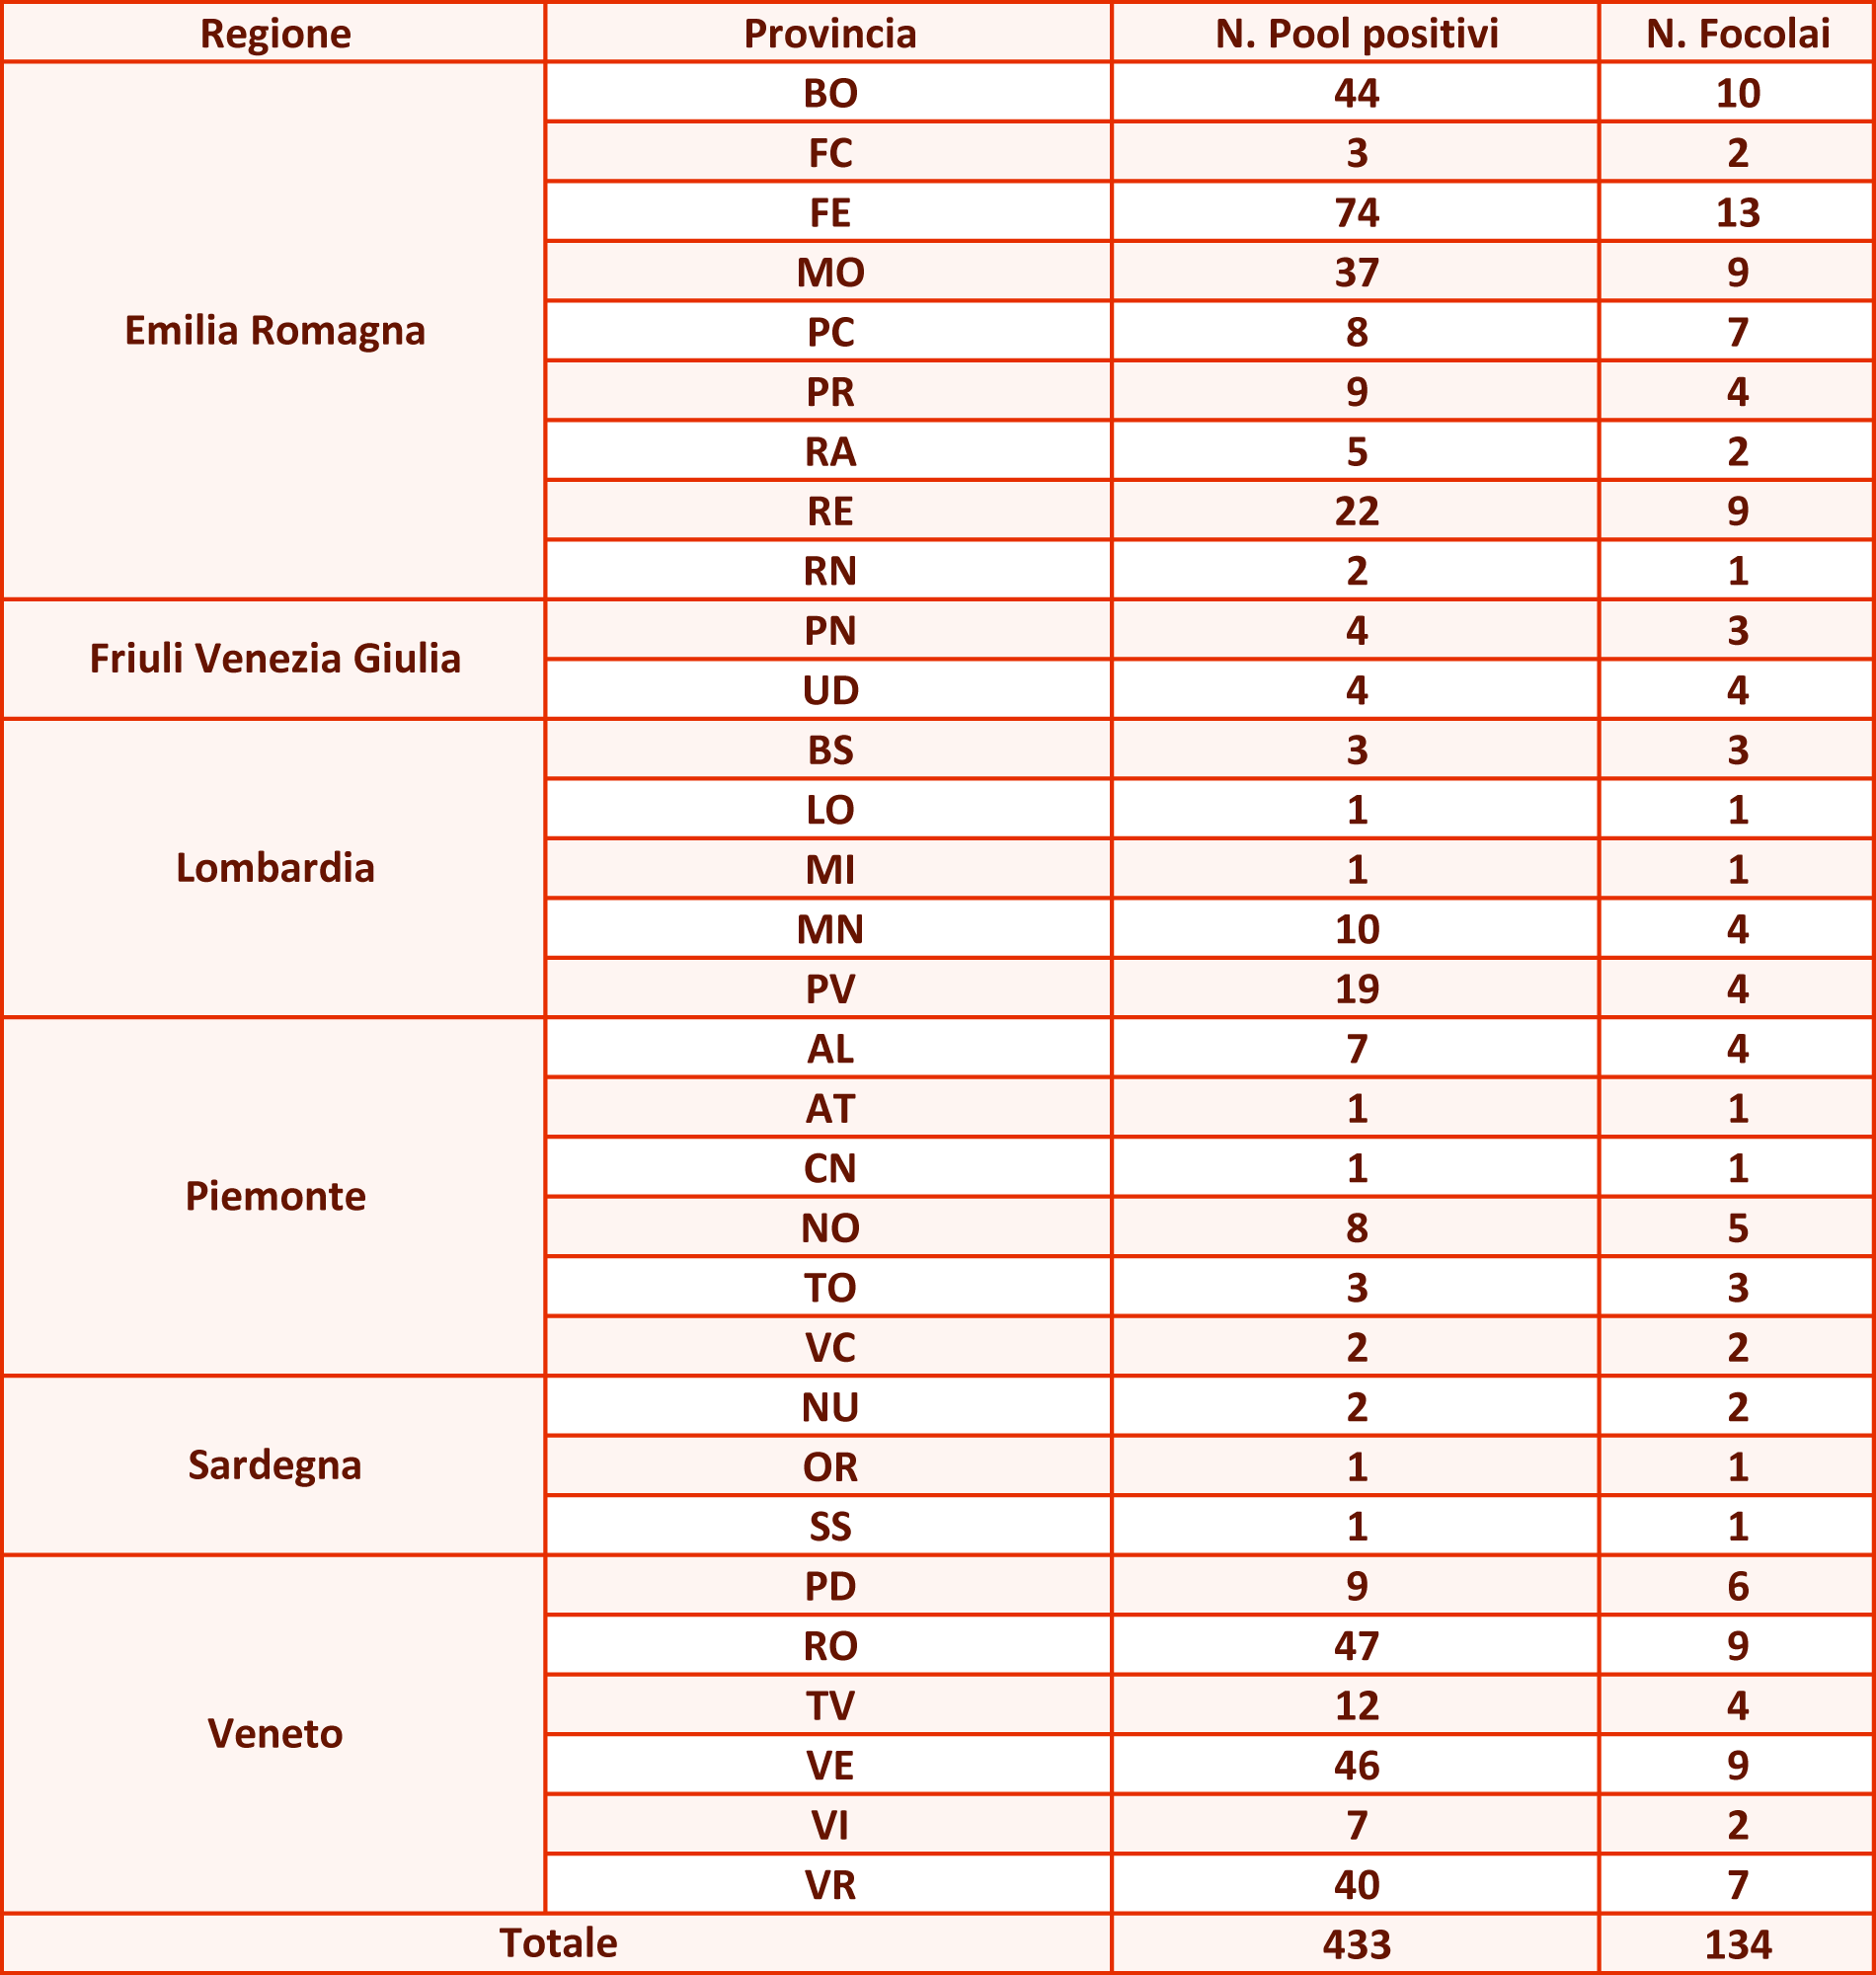 Regione Provincia N. Pool positivi N. Focolai
Emilia Romagna BO 44 10
FC 3 2
FE 74 13
MO 37 9
PC 8 7
PR 9 4
RA 5 2
RE 22 9
RN 2 1
Friuli Venezia Giulia PN 4 3
UD 4 4
Lombardia BS 3 3
LO 1 1
MI 1 1
MN 10 4
PV 19 4
Piemonte AL 7 4
AT 1 1
CN 1 1
NO 8 5
TO 3 3
VC 2 2
Sardegna NU 2 2
OR 1 1
SS 1 1
Veneto PD 9 6
RO 47 9
TV 12 4
VE 46 9
VI 7 2
VR 40 7
Totale 433 134